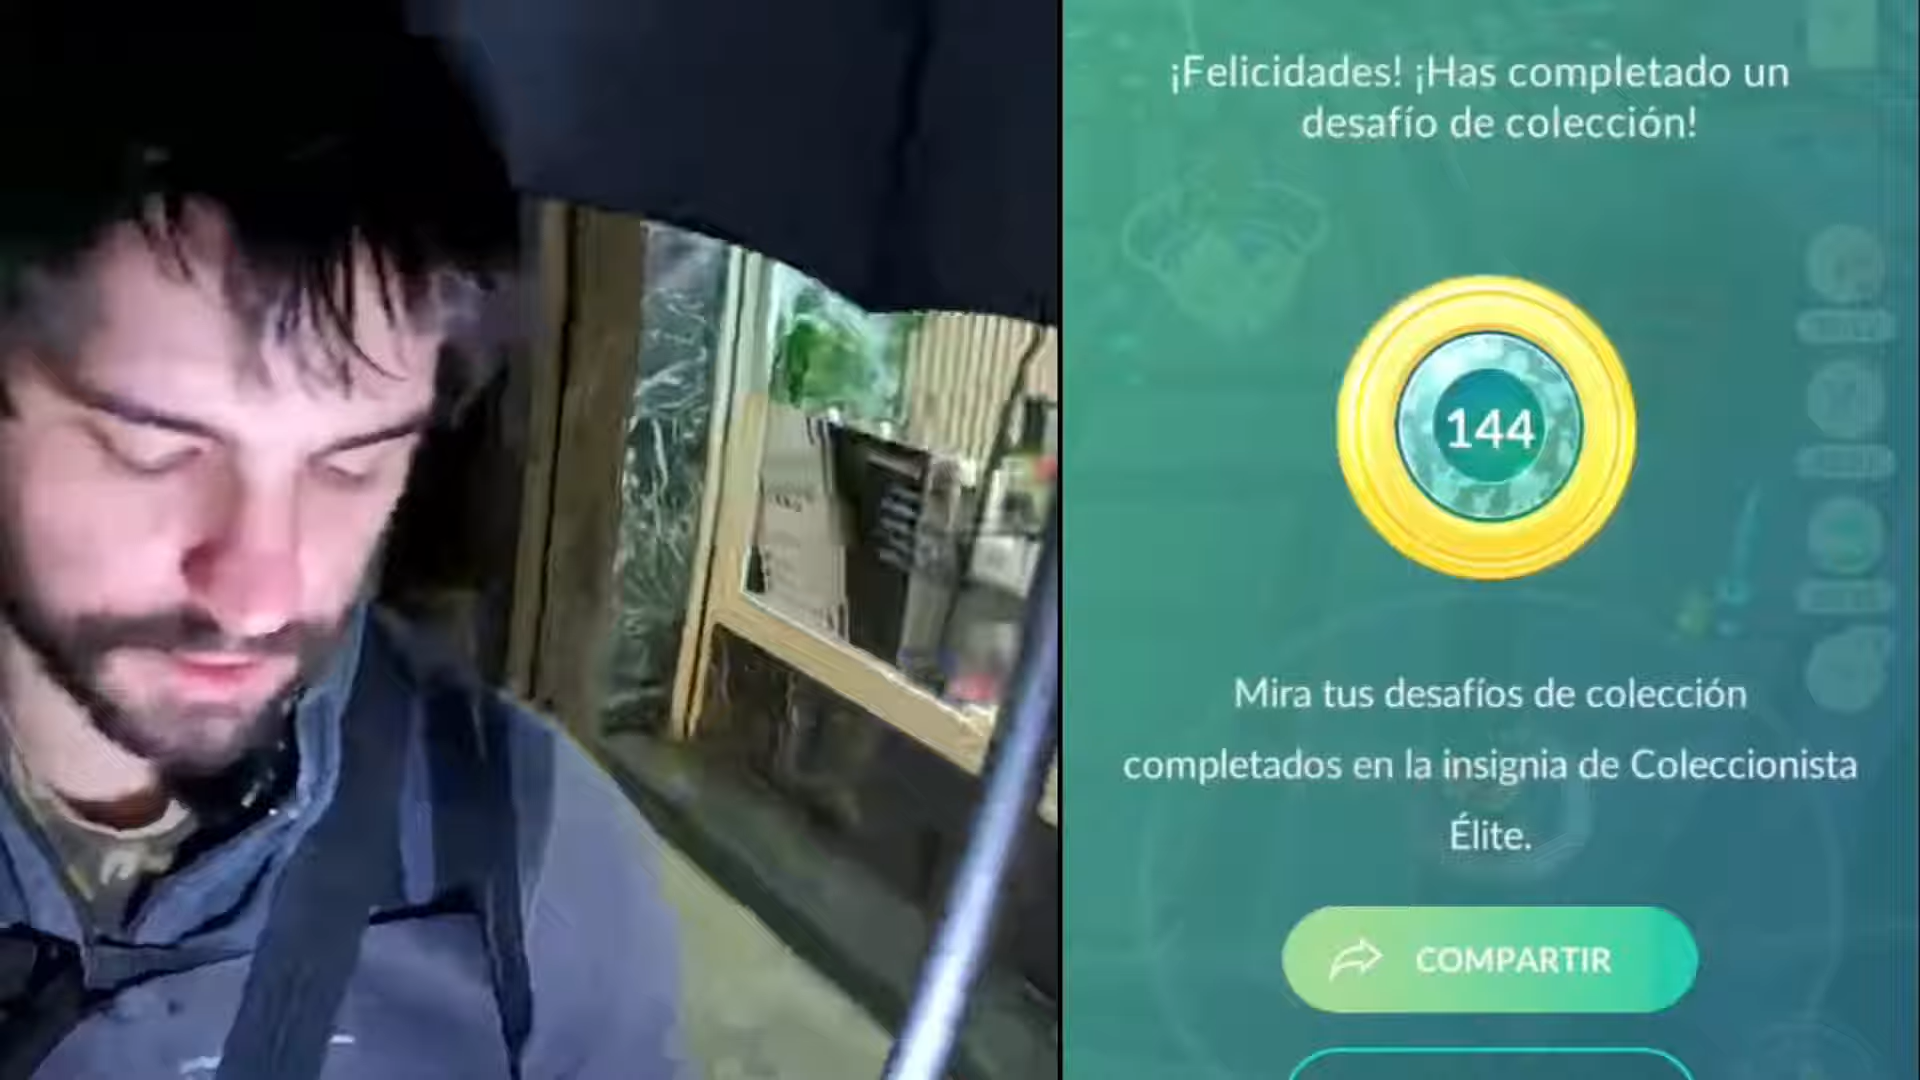 ¡Felicidades! ¡Has completado un
desafío de colección!
144
Mira tus desafíos de colección
completados en la insignia de Coleccionista
Élite.
COMPARTIR